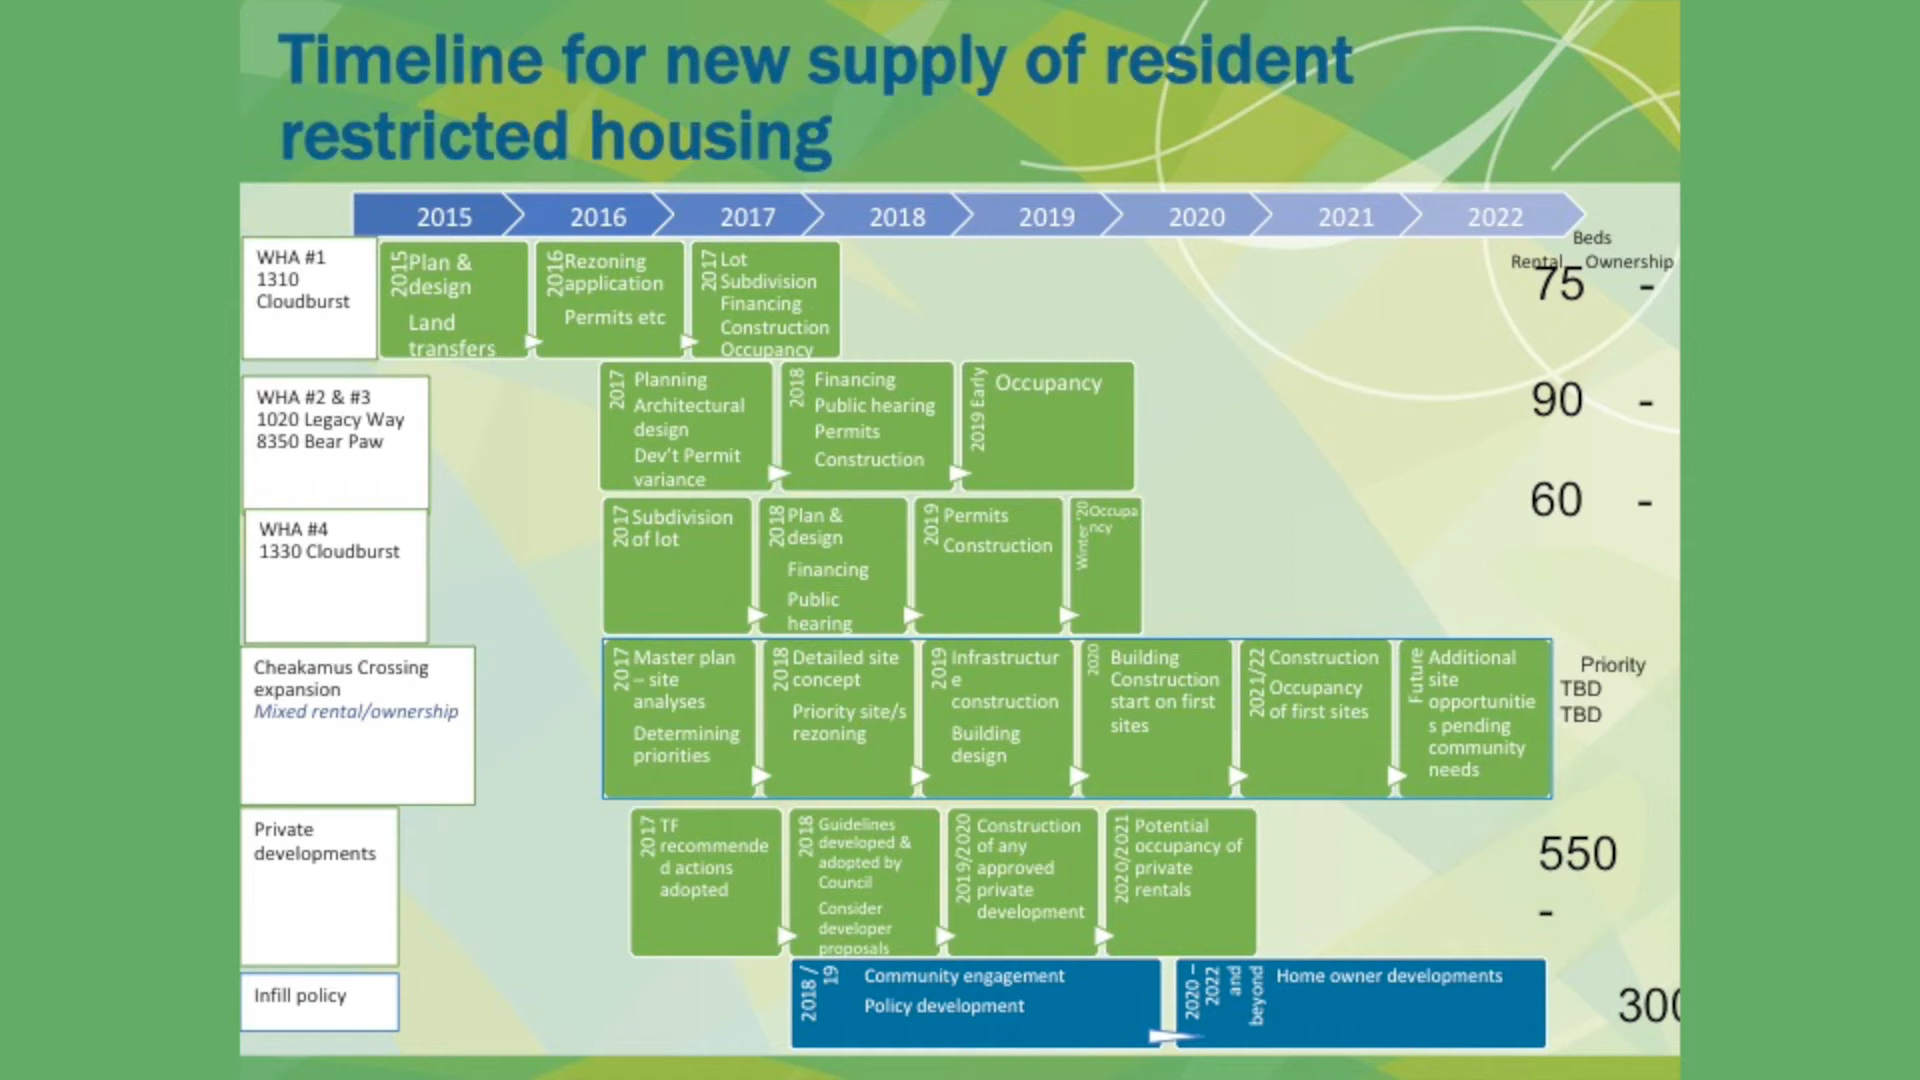 Timeline for new supply of resident
restricted housing
2015
2016
2017
2018
2019
2020
2021
2022
Beds
Rental Ownership
WHA #1
1310
Cloudburst
2015
Plan &
design
Land
transfers
2016
Rezoning
application
Permits etc
2017
Lot
Subdivision
Financing
Construction
Occupancy
75 -
WHA #2 & #3
1020 Legacy Way
8350 Bear Paw
2017
Planning
Architectural
design
Dev't Permit
variance
2018
Financing
Public hearing
Permits
Construction
2019 Early
Occupancy
90 -
WHA #4
1330 Cloudburst
2017
Subdivision
of lot
2018
Plan &
design
Financing
Public
hearing
2019
Permits
Construction
Winter '20
Occupa
ncy
60 -
Cheakamus Crossing
expansion
Mixed rental/ownership
2017
Master plan
– site
analyses
Determining
priorities
2018
Detailed site
concept
Priority site/s
rezoning
2019
Infrastructur
e
construction
Building
design
2020
Building
Construction
start on first
sites
2021/22
Construction
Occupancy
of first sites
Future
Additional
site
opportunitie
s pending
community
needs
Priority
TBD
TBD
Private
developments
2017
TF
recommende
d actions
adopted
2018
Guidelines
developed &
adopted by
Council
Consider
developer
proposals
2019/2020
Construction
of any
approved
private
development
2020/2021
Potential
occupancy of
private
rentals
550
-
Infill policy
2018 /
19
Community engagement
Policy development
2020 –
2022
and
beyond
Home owner developments
300